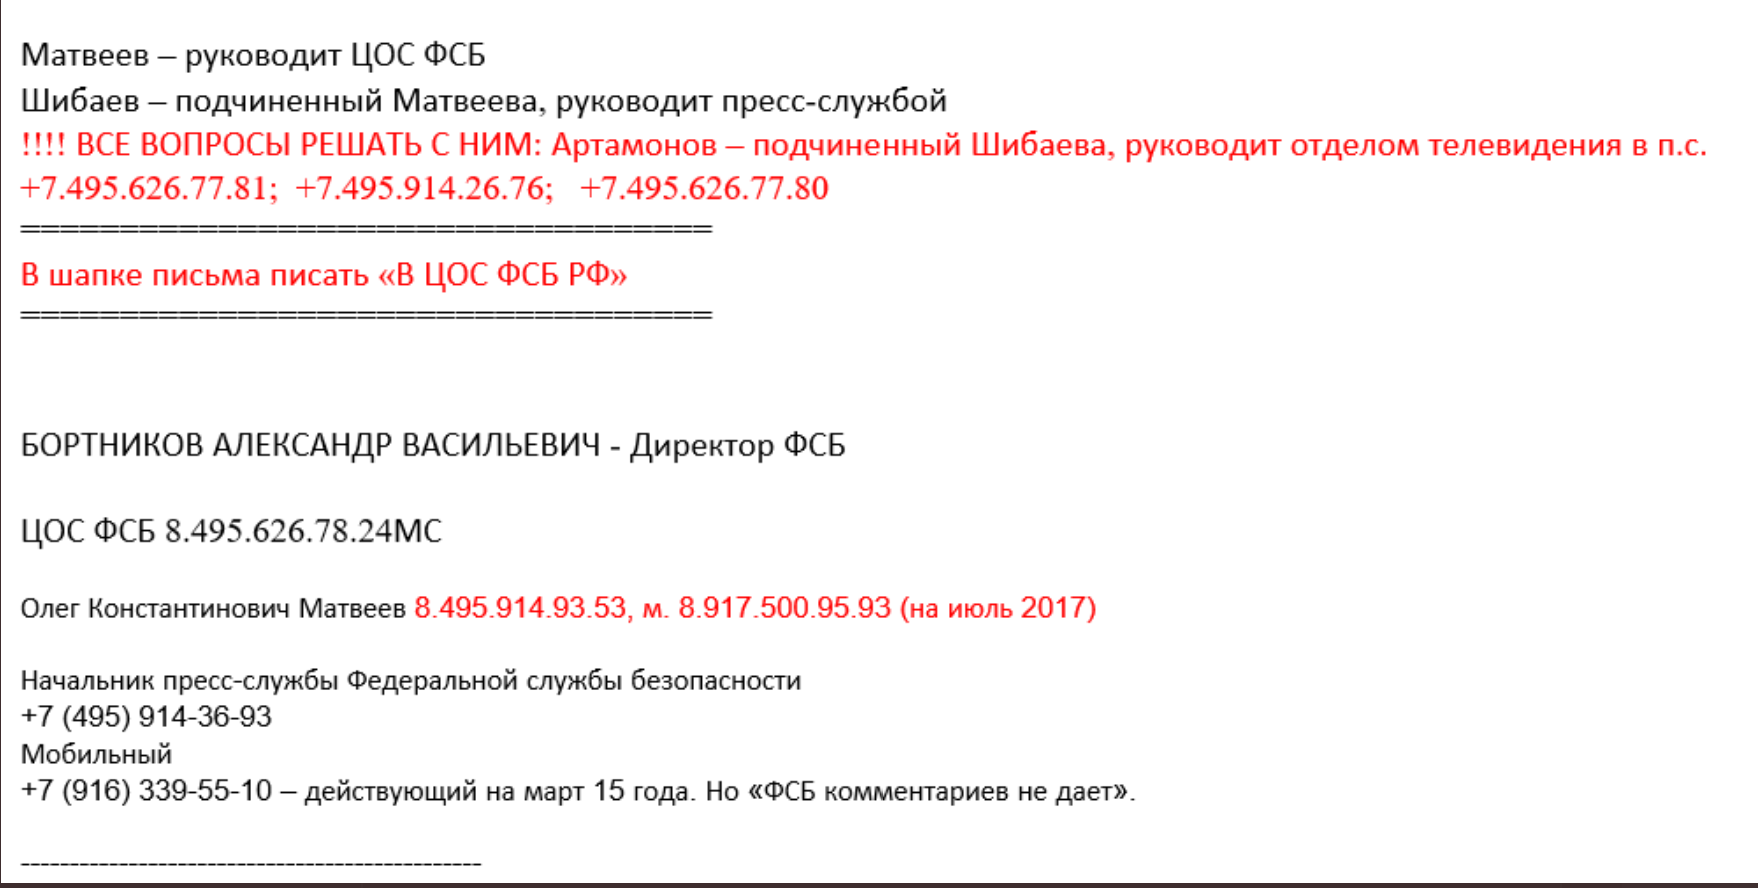 Матвеев – руководит ЦОС ФСБ
Шибаев – подчиненный Матвеева, руководит пресс-службой
!!!! ВСЕ ВОПРОСЫ РЕШАТЬ С НИМ: Артамонов – подчиненный Шибаева, руководит отделом телевидения в п.с.
+7.495.626.77.81; +7.495.914.26.76; +7.495.626.77.80
===================================
В шапке письма писать «В ЦОС ФСБ РФ»
===================================
БОРТНИКОВ АЛЕКСАНДР ВАСИЛЬЕВИЧ - Директор ФСБ
ЦОС ФСБ 8.495.626.78.24МС
Олег Константинович Матвеев 8.495.914.93.53, м. 8.917.500.95.93 (на июль 2017)
Начальник пресс-службы Федеральной службы безопасности
+7 (495) 914-36-93
Мобильный
+7 (916) 339-55-10 – действующий на март 15 года. Но «ФСБ комментариев не дает».
-----------------------------------------------